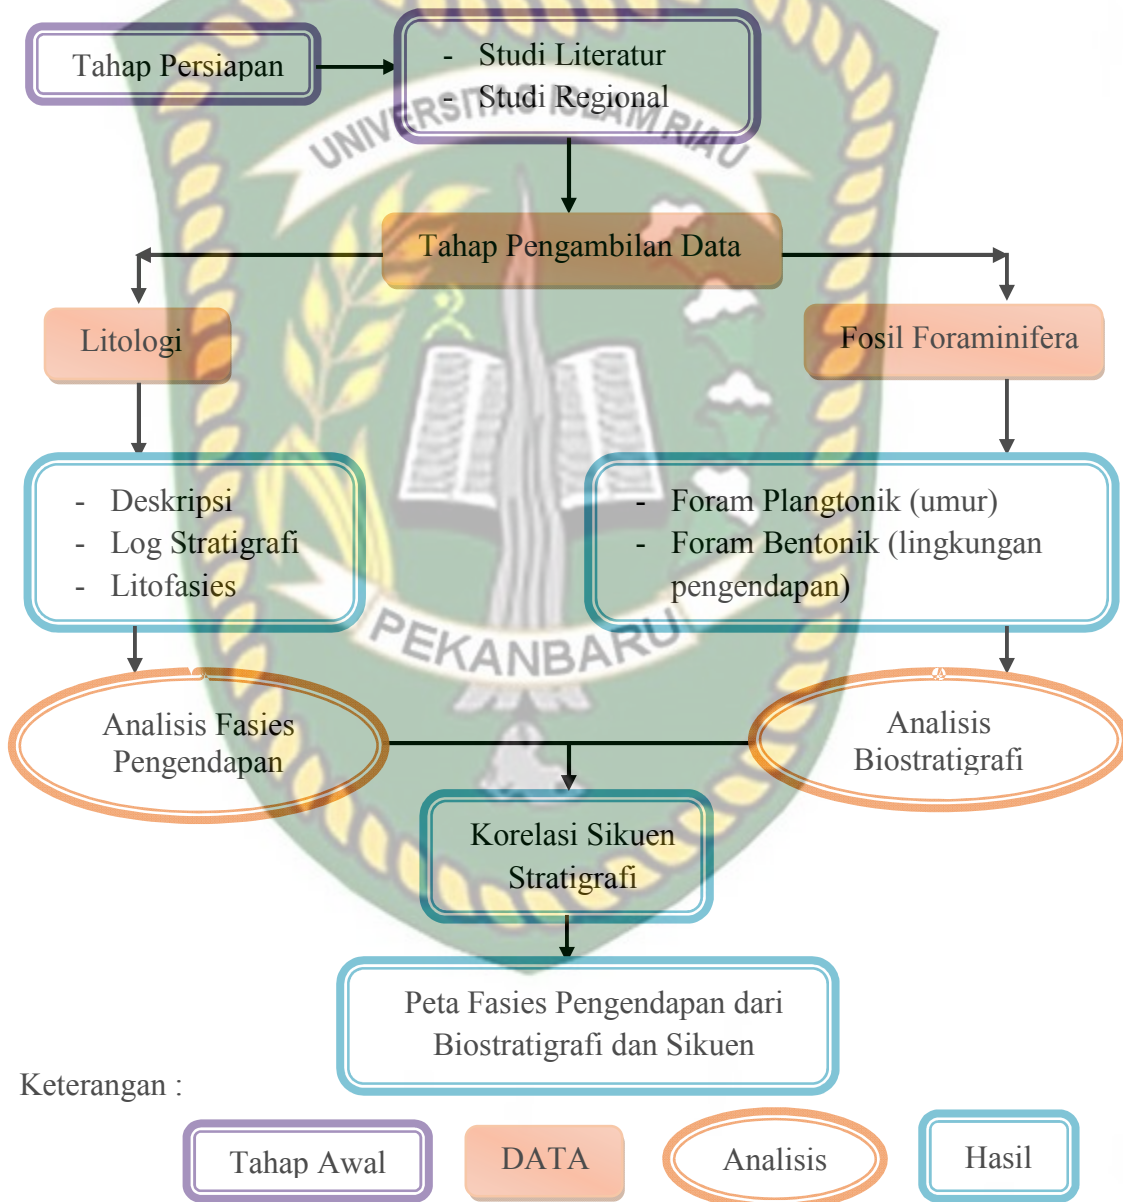 Tahap Persiapan
- Studi Literatur
- Studi Regional
UNIVERSITAS ISLAM RIAU
Tahap Pengambilan Data
Litologi
Fosil Foraminifera
- Deskripsi
- Log Stratigrafi
- Litofasies
- Foram Plangtonik (umur)
- Foram Bentonik (lingkungan
pengendapan)
PEKANBARU
Analisis Fasies
Pengendapan
Analisis
Biostratigrafi
Korelasi Sikuen
Stratigrafi
Peta Fasies Pengendapan dari
Biostratigrafi dan Sikuen
Keterangan :
Tahap Awal
DATA
Analisis
Hasil